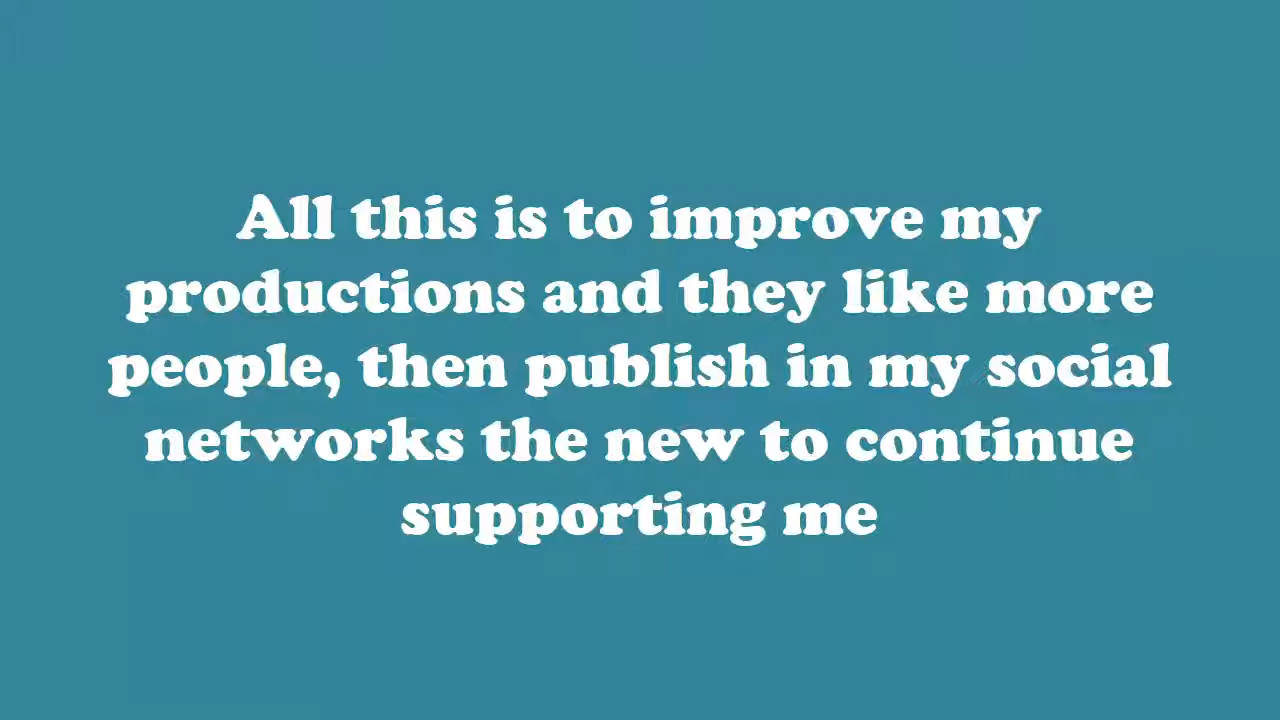 All this is to improve my
productions and they like more
people, then publish in my social
networks the new to continue
supporting me